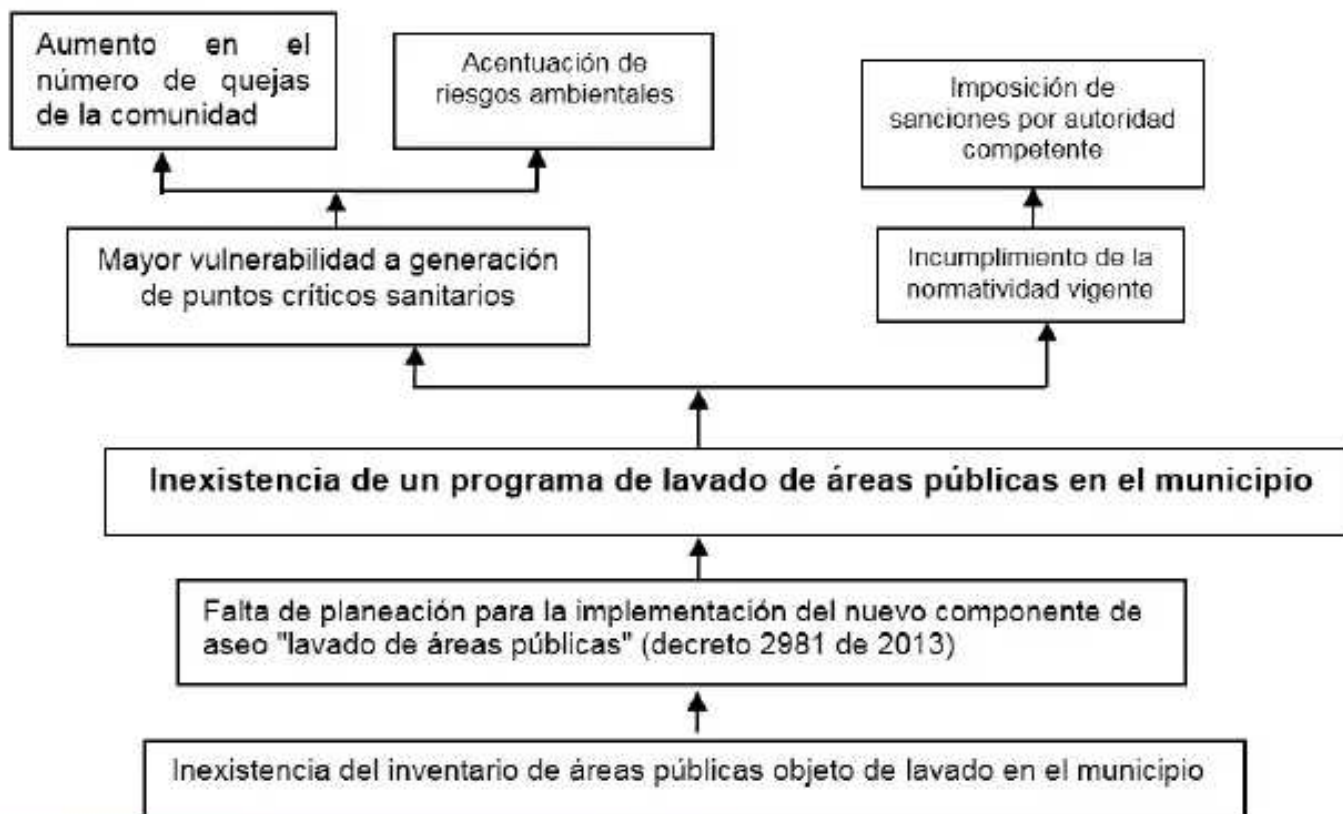 Aumento en el
número de quejas
de la comunidad
Acentuación de
riesgos ambientales
Imposición de
sanciones por autoridad
competente
Mayor vulnerabilidad a generación
de puntos críticos sanitarios
Incumplimiento de la
normatividad vigente
Inexistencia de un programa de lavado de áreas públicas en el municipio
Falta de planeación para la implementación del nuevo componente de
aseo "lavado de áreas públicas" (decreto 2981 de 2013)
Inexistencia del inventario de áreas públicas objeto de lavado en el municipio